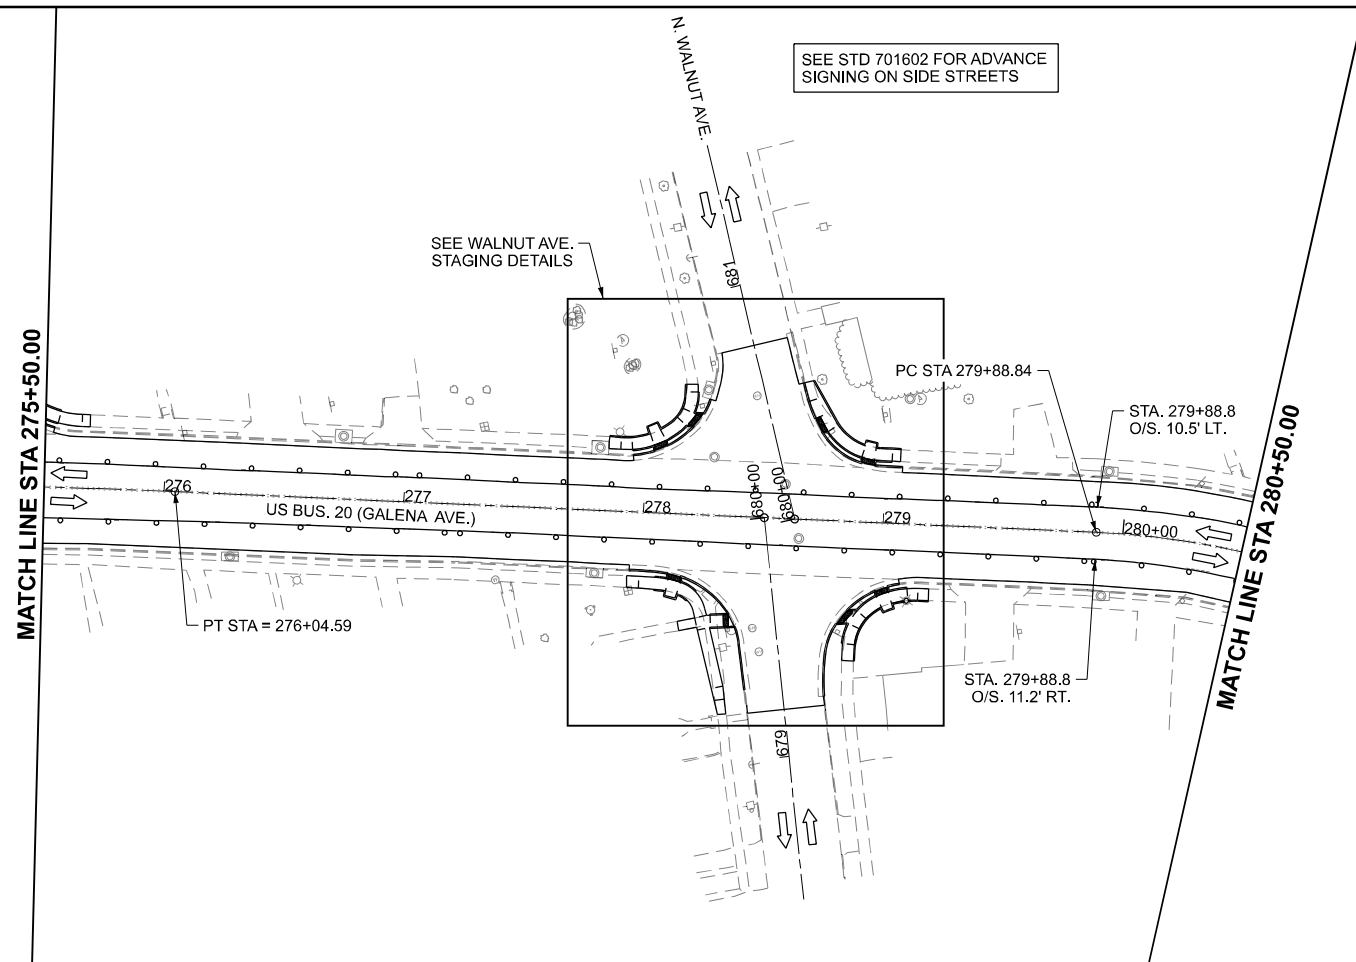 N. WALNUT AVE.
SEE STD 701602 FOR ADVANCE
SIGNING ON SIDE STREETS
SEE WALNUT AVE.
STAGING DETAILS
681
MATCH LINE STA 275+50.00
PC STA 279+88.84
STA. 279+88.8
O/S. 10.5' LT.
MATCH LINE STA 280+50.00
276
277
278
680+00
680+00
279
280+00
US BUS. 20 (GALENA AVE.)
PT STA = 276+04.59
STA. 279+88.8
O/S. 11.2' RT.
679